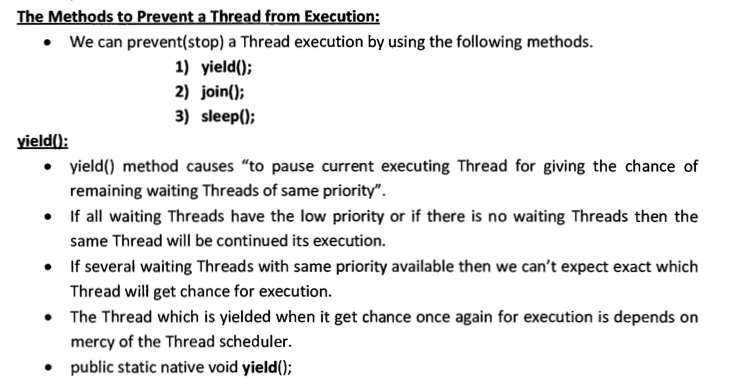 The Methods to Prevent a Thread from Execution:
• We can prevent(stop) a Thread execution by using the following methods.
1) yield();
2) join();
3) sleep();
yield():
• yield() method causes “to pause current executing Thread for giving the chance of
remaining waiting Threads of same priority”.
• If all waiting Threads have the low priority or if there is no waiting Threads then the
same Thread will be continued its execution.
• If several waiting Threads with same priority available then we can’t expect exact which
Thread will get chance for execution.
• The Thread which is yielded when it get chance once again for execution is depends on
mercy of the Thread scheduler.
• public static native void yield();